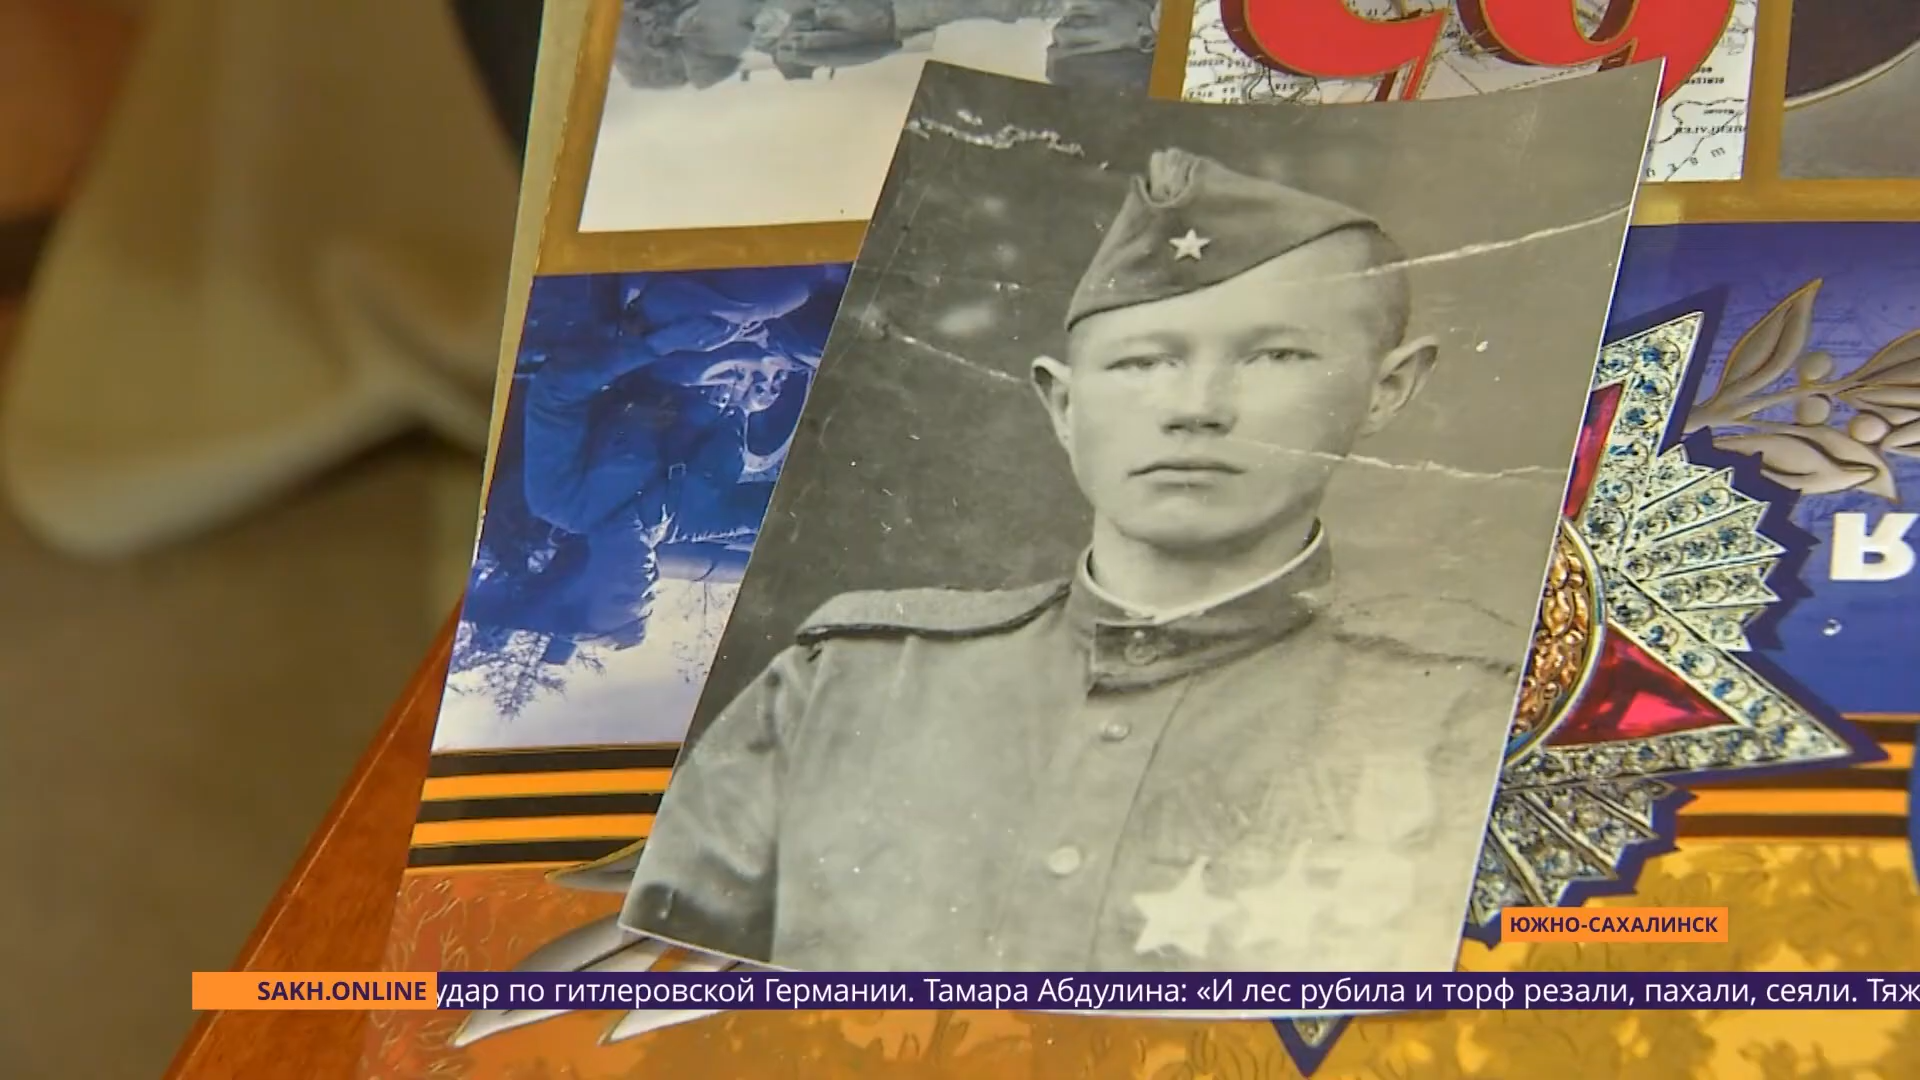 Я
ЮЖНО-САХАЛИНСК
SAKH.ONLINE
удар по гитлеровской Германии. Тамара Абдулина: «И лес рубила и торф резали, пахали, сеяли. Тяж